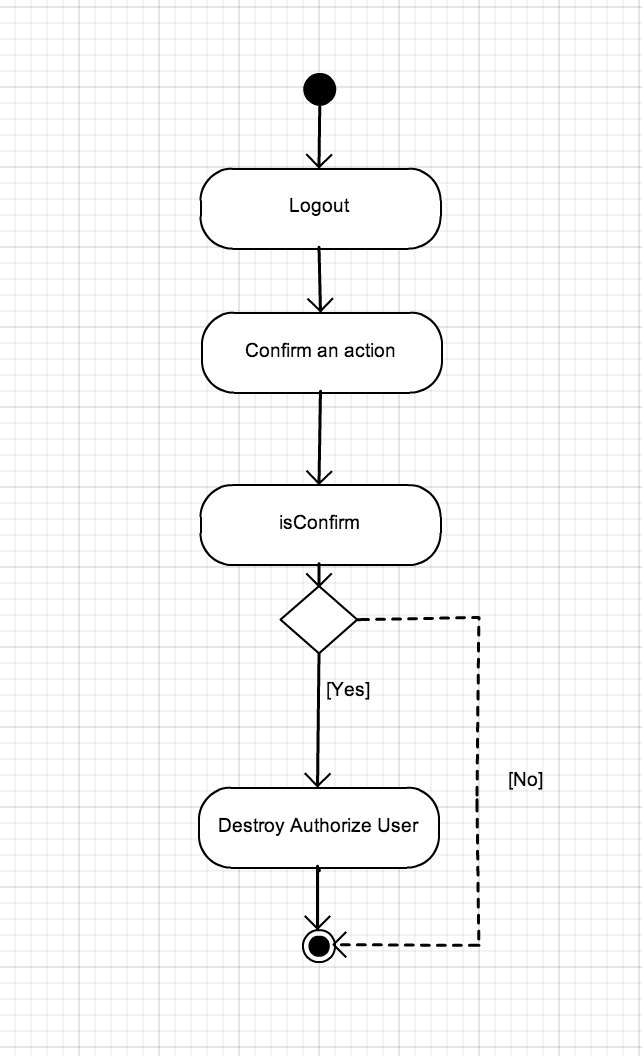 Logout
Confirm an action
isConfirm
[Yes]
[No]
Destroy Authorize User